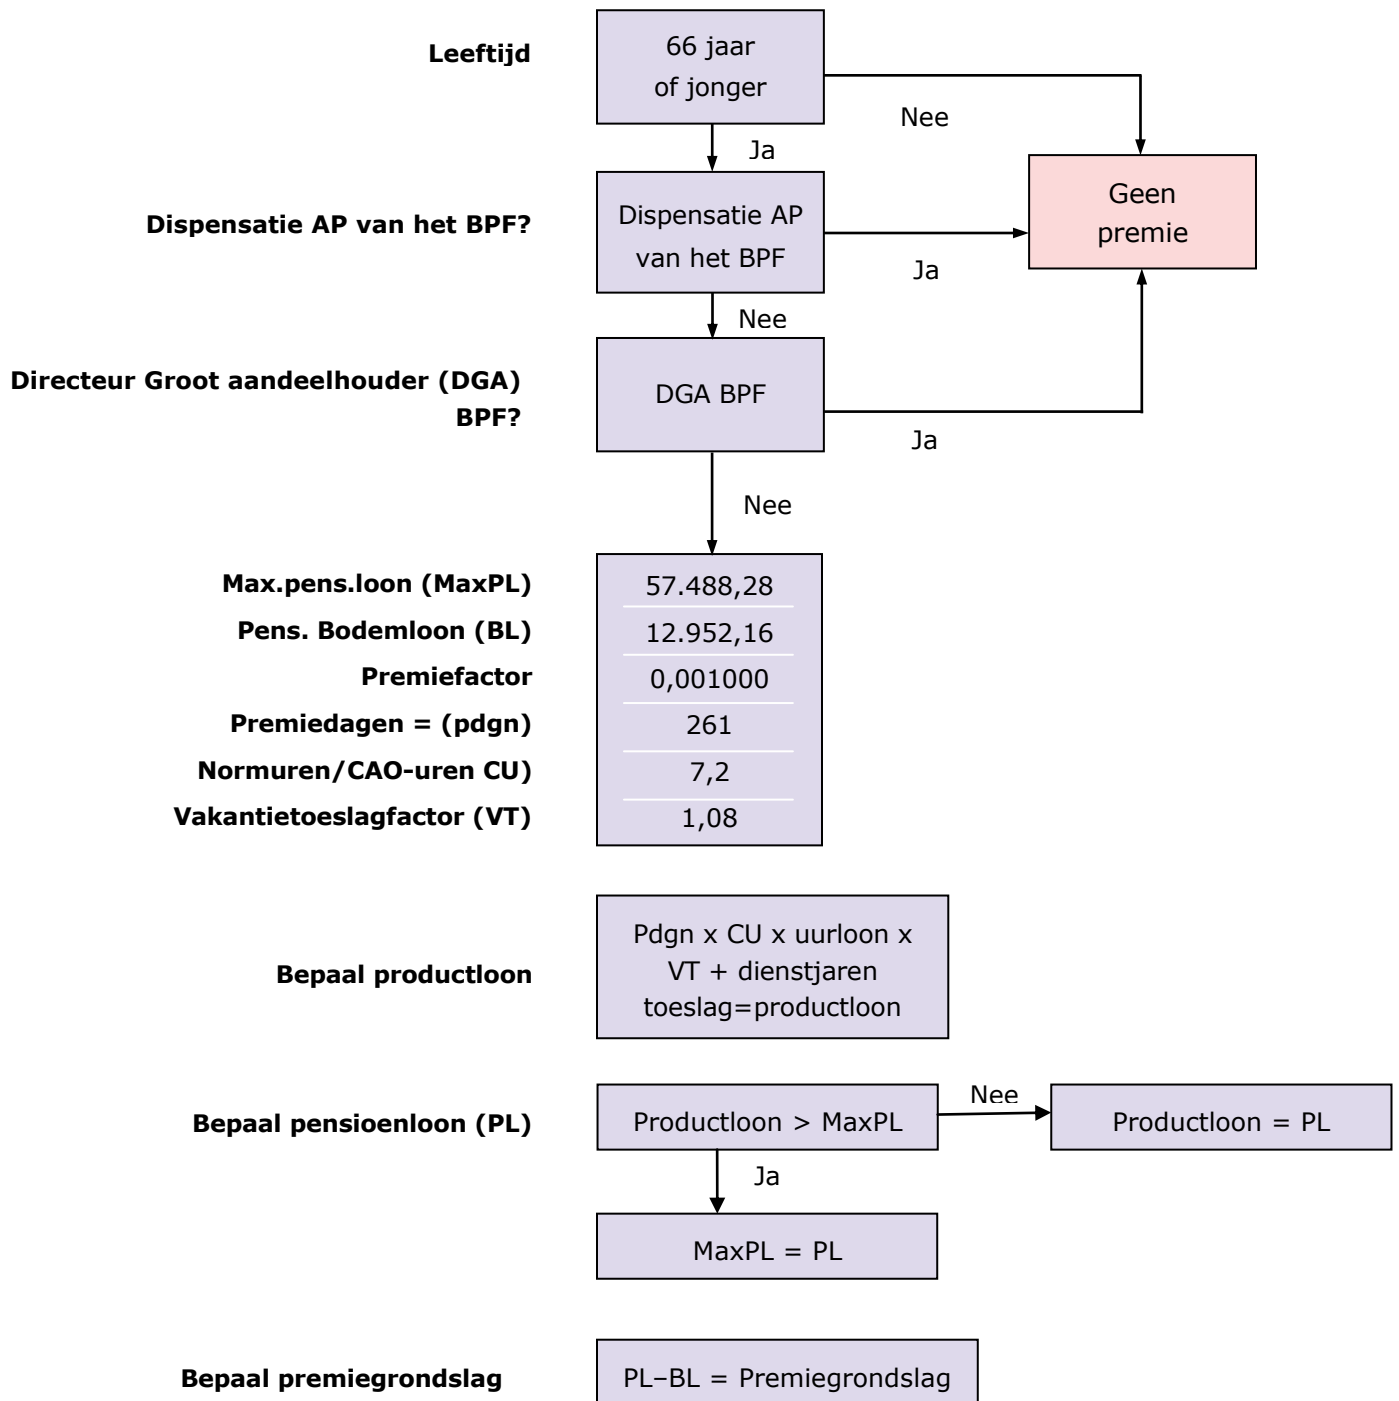 Leeftijd
66 jaar
of jonger
Nee
Ja
Dispensatie AP van het BPF?
Dispensatie AP
van het BPF
Geen
premie
Ja
Nee
Directeur Groot aandeelhouder (DGA)
BPF?
DGA BPF
Ja
Nee
Max.pens.loon (MaxPL)
57.488,28
Pens. Bodemloon (BL)
12.952,16
Premiefactor
0,001000
Premiedagen = (pdgn)
261
Normuren/CAO-uren CU)
7,2
Vakantietoeslagfactor (VT)
1,08
Bepaal productloon
Pdgn x CU x uurloon x
VT + dienstjaren
toeslag=productloon
Bepaal pensioenloon (PL)
Productloon > MaxPL
Nee
Productloon = PL
Ja
MaxPL = PL
Bepaal premiegrondslag
PL–BL = Premiegrondslag